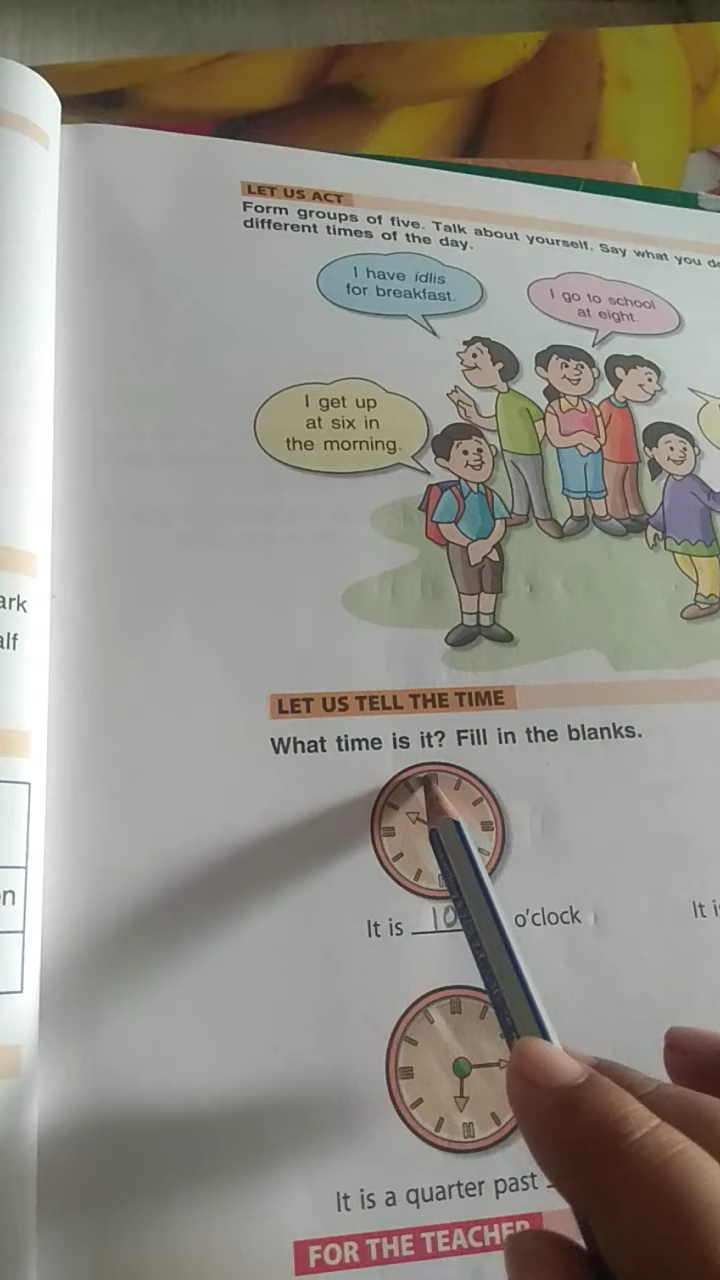 LET US ACT
Form groups of five. Talk about yourself. Say what you do
different times of the day.
I have idlis
for breakfast.
I go to school
at eight.
I get up
at six in
the morning.
ark
alf
LET US TELL THE TIME
What time is it? Fill in the blanks.
n
It is 10 o'clock
It i
It is a quarter past
FOR THE TEACHER